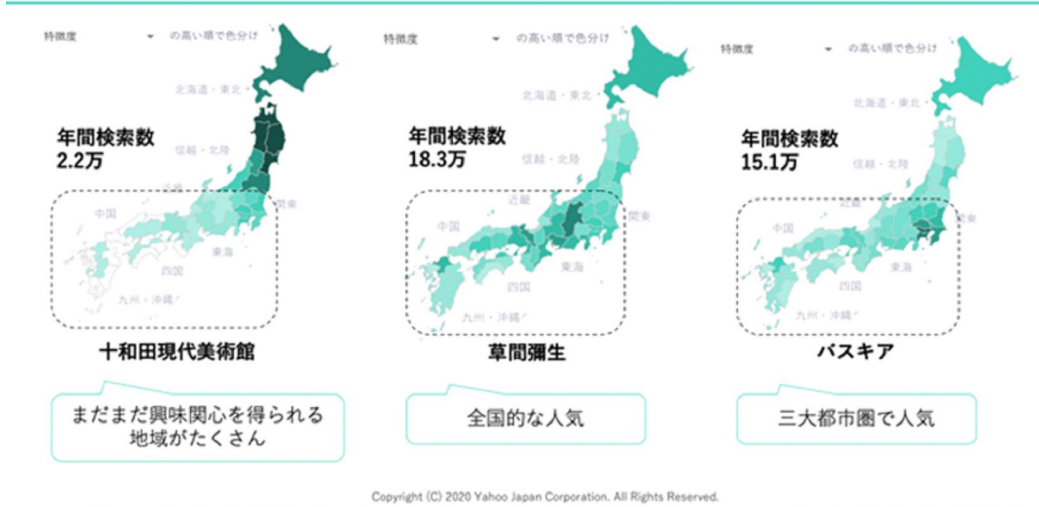 特徴度
の高い順で色分け
北海道・東北
年間検索数
2.2万
信越・北陸
近畿
関東
中国
東海
四国
九州・沖縄
十和田現代美術館
まだまだ興味関心を得られる
地域がたくさん
特徴度
の高い順で色分け
北海道・東北
年間検索数
18.3万
信越・北陸
近畿
関東
中国
東海
四国
九州・沖縄
草間彌生
全国的な人気
特徴度
の高い順で色分け
北海道・東北
年間検索数
15.1万
信越・北陸
近畿
関東
中国
東海
四国
九州・沖縄
バスキア
三大都市圏で人気
Copyright (C) 2020 Yahoo Japan Corporation. All Rights Reserved.